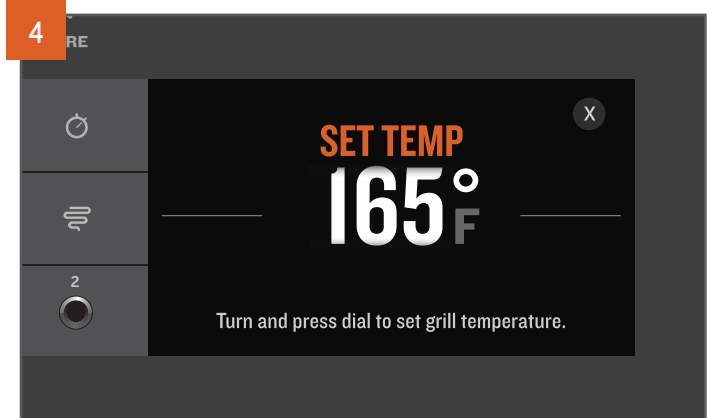 4
RE
SET TEMP
165°F
X
2
Turn and press dial to set grill temperature.